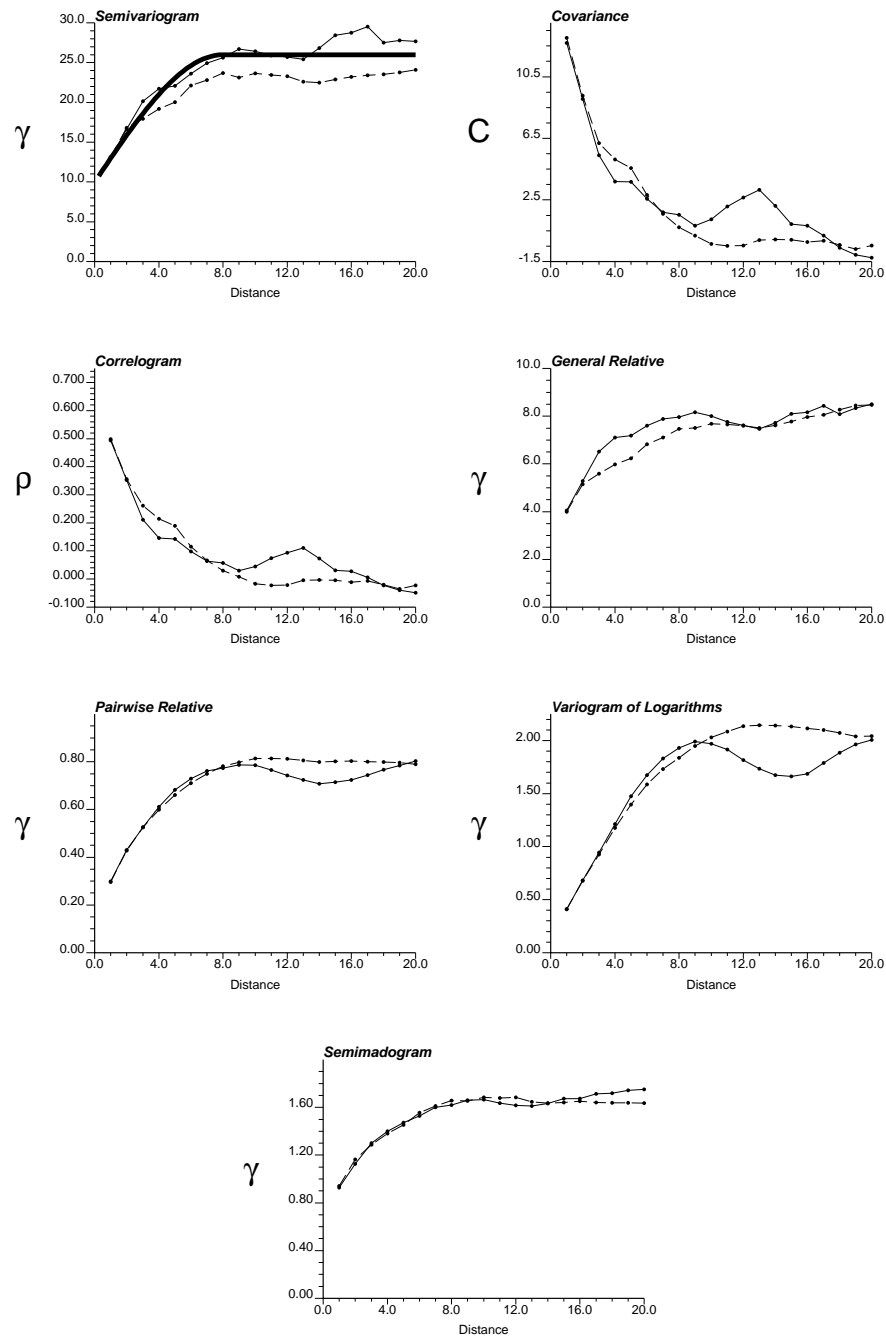 Semivariogram
γ
30.0
25.0
20.0
15.0
10.0
5.0
0.0
0.0 4.0 8.0 12.0 16.0 20.0
Distance
Covariance
C
10.5
6.5
2.5
-1.5
0.0 4.0 8.0 12.0 16.0 20.0
Distance
Correlogram
ρ
0.700
0.600
0.500
0.400
0.300
0.200
0.100
0.000
-0.100
0.0 4.0 8.0 12.0 16.0 20.0
Distance
General Relative
γ
10.0
8.0
6.0
4.0
2.0
0.0
0.0 4.0 8.0 12.0 16.0 20.0
Distance
Pairwise Relative
γ
0.80
0.60
0.40
0.20
0.00
0.0 4.0 8.0 12.0 16.0 20.0
Distance
Variogram of Logarithms
γ
2.00
1.50
1.00
0.50
0.00
0.0 4.0 8.0 12.0 16.0 20.0
Distance
Semimadogram
γ
1.60
1.20
0.80
0.40
0.00
0.0 4.0 8.0 12.0 16.0 20.0
Distance